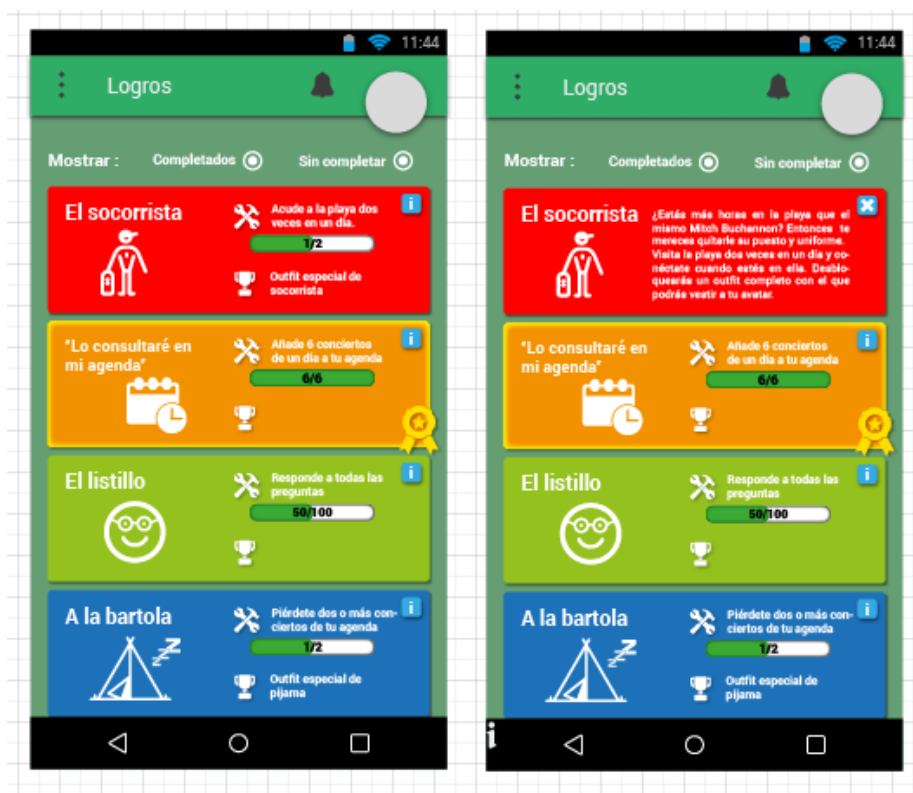 11:44
Logros
Mostrar :
Completados
Sin completar
El socorrista
Acude a la playa dos
veces en un día.
1/2
Outfit especial de
socorrista
i
"Lo consultaré en
mi agenda"
Añade 6 conciertos
de un día a tu agenda
6/6
i
El listillo
Responde a todas las
preguntas
50/100
i
A la bartola
zzz
Piérdete dos o más con-
ciertos de tu agenda
1/2
Outfit especial de
pijama
i
11:44
Logros
Mostrar :
Completados
Sin completar
El socorrista
¿Estás más horas en la playa que el
mismo Mitch Buchannon? Entonces te
mereces quitarle su puesto y uniforme.
Visita la playa dos veces en un día y co-
néctate cuando estés en ella. Desblo-
quearás un outfit completo con el que
podrás vestir a tu avatar.
"Lo consultaré en
mi agenda"
Añade 6 conciertos
de un día a tu agenda
6/6
i
El listillo
Responde a todas las
preguntas
50/100
i
A la bartola
zzz
Piérdete dos o más con-
ciertos de tu agenda
1/2
Outfit especial de
pijama
i
i